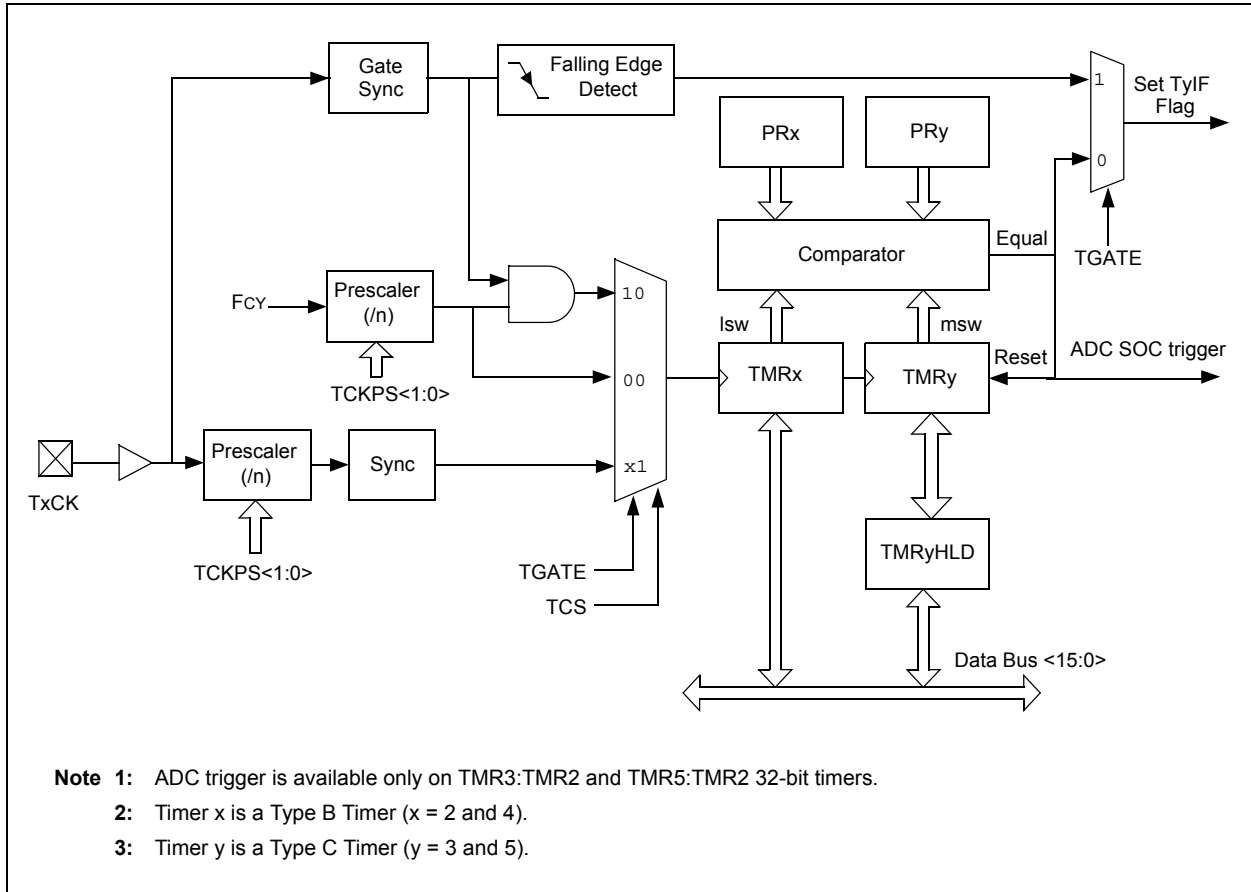 Gate
Sync
Falling Edge
Detect
1
Set TyIF
Flag
PRx
PRy
0
Equal
Comparator
TGATE
10
FCY
Prescaler
(/n)
lsw
msw
ADC SOC trigger
Reset
TMRx
TMRy
00
TCKPS<1:0>
Prescaler
(/n)
Sync
x1
TxCK
TMRyHLD
TGATE
TCKPS<1:0>
TCS
Data Bus <15:0>
Note 1: ADC trigger is available only on TMR3:TMR2 and TMR5:TMR2 32-bit timers.
2: Timer x is a Type B Timer (x = 2 and 4).
3: Timer y is a Type C Timer (y = 3 and 5).